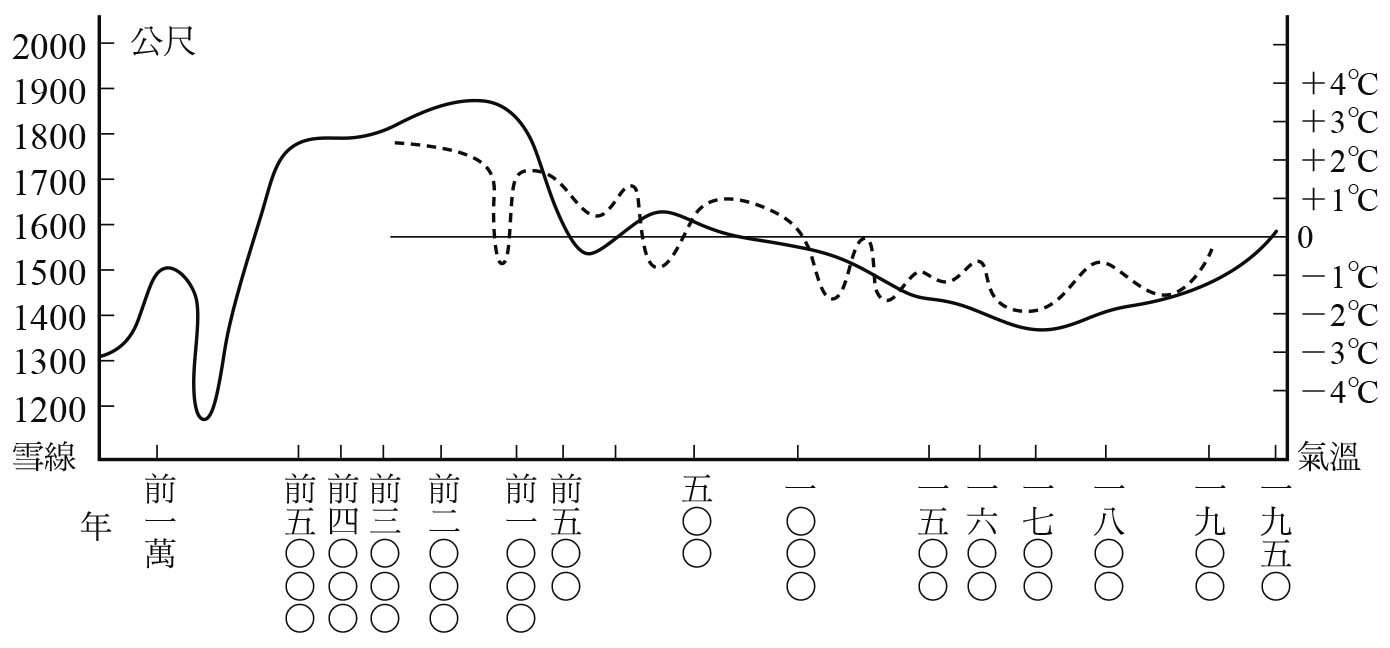 公尺
2000
1900
1800
1700
1600
1500
1400
1300
1200
雪線
+4℃
+3℃
+2℃
+1℃
0
−1℃
−2℃
−3℃
−4℃
氣溫
年
前一萬
前五〇〇〇
前四〇〇〇
前三〇〇〇
前二〇〇〇
前一〇〇〇
前五〇〇
五〇〇
一〇〇〇
一五〇〇
一六〇〇
一七〇〇
一八〇〇
一九〇〇
一九五〇